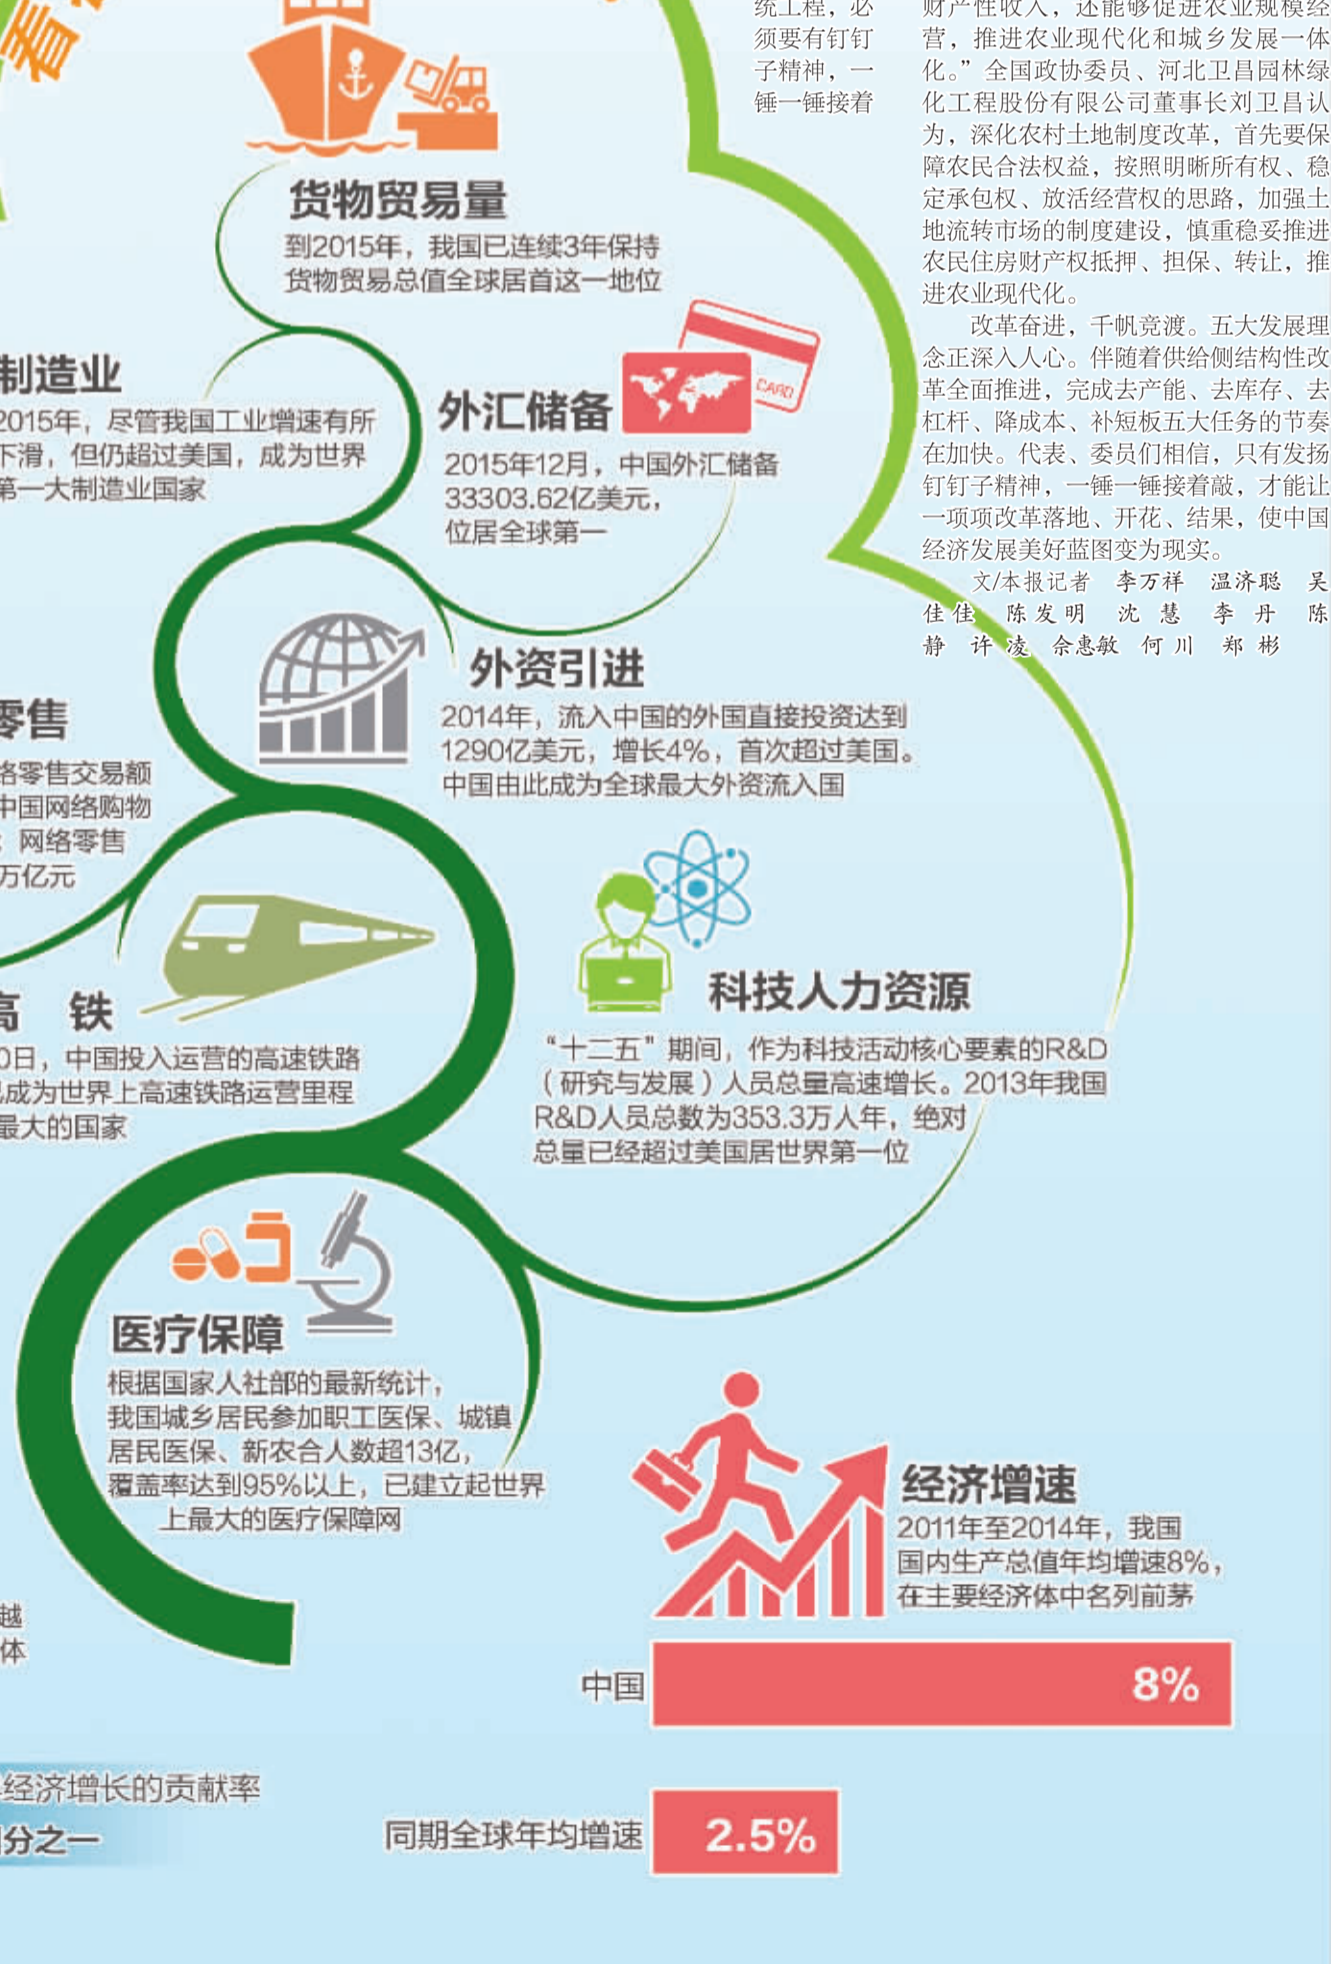 看
统工程，必
须要有钉钉
子精神，一
锤一锤接着
财产性收入，还能够促进农业规模经
营，推进农业现代化和城乡发展一体
化。”全国政协委员、河北卫昌园林绿
化工程股份有限公司董事长刘卫昌认
为，深化农村土地制度改革，首先要保
障农民合法权益，按照明晰所有权、稳
定承包权、放活经营权的思路，加强土
地流转市场的制度建设，慎重稳妥推进
农民住房财产权抵押、担保、转让，推
进农业现代化。
改革奋进，千帆竞渡。五大发展理
念正深入人心。伴随着供给侧结构性改
革全面推进，完成去产能、去库存、去
杠杆、降成本、补短板五大任务的节奏
在加快。代表、委员们相信，只有发扬
钉钉子精神，一锤一锤接着敲，才能让
一项项改革落地、开花、结果，使中国
经济发展美好蓝图变为现实。
文/本报记者 李万祥 温济聪 吴
佳佳 陈发明 沈慧 李丹 陈
静 许凌 佘惠敏 何川 郑彬
货物贸易量
到2015年，我国已连续3年保持
货物贸易总值全球居首这一地位
制造业
2015年，尽管我国工业增速有所
下滑，但仍超过美国，成为世界
第一大制造业国家
CARD
外汇储备
2015年12月，中国外汇储备
33303.62亿美元，
位居全球第一
外资引进
2014年，流入中国的外国直接投资达到
1290亿美元，增长4%，首次超过美国。
中国由此成为全球最大外资流入国
零售
络零售交易额
中国网络购物
网络零售
万亿元
高 铁
0日，中国投入运营的高速铁路
成为世界上高速铁路运营里程
最大的国家
科技人力资源
“十二五”期间，作为科技活动核心要素的R&D
（研究与发展）人员总量高速增长。2013年我国
R&D人员总数为353.3万人年，绝对
总量已经超过美国居世界第一位
医疗保障
根据国家人社部的最新统计，
我国城乡居民参加职工医保、城镇
居民医保、新农合人数超13亿，
覆盖率达到95%以上，已建立起世界
上最大的医疗保障网
越
体
经济增速
2011年至2014年，我国
国内生产总值年均增速8%，
在主要经济体中名列前茅
中国
8%
经济增长的贡献率
分之一
同期全球年均增速
2.5%